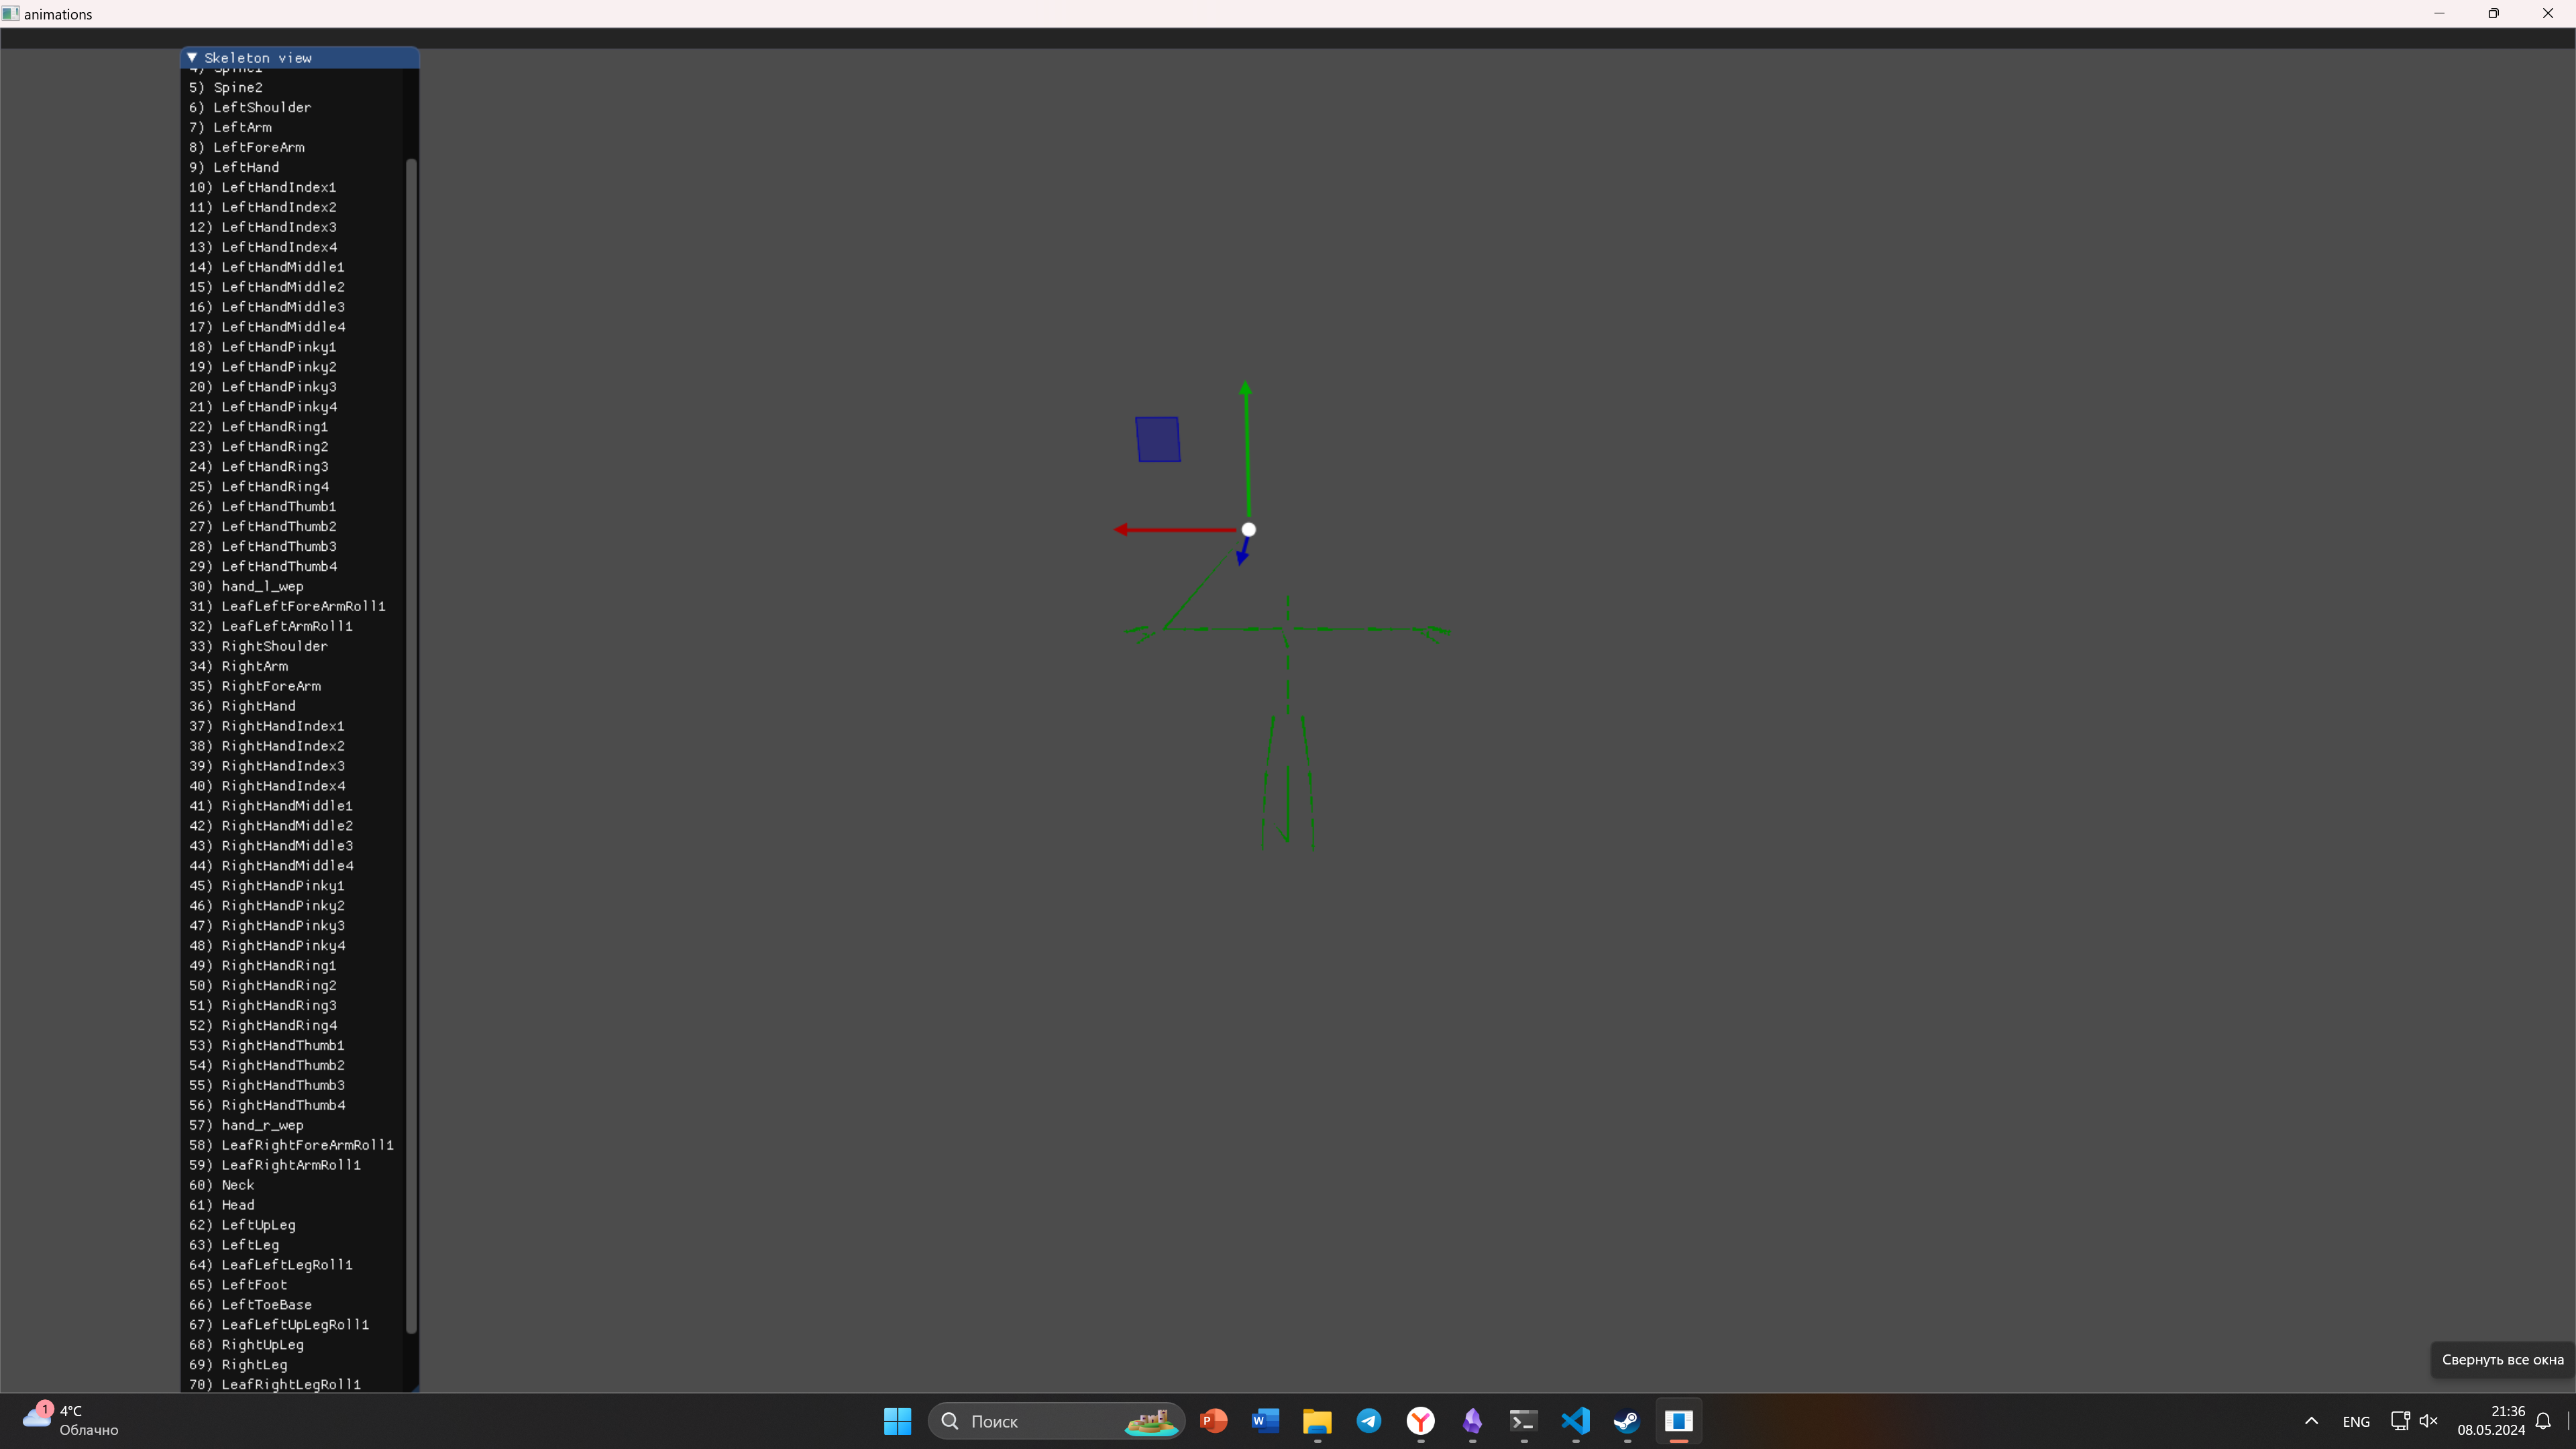 animations
Skeleton view
4) Spine1
5) Spine2
6) LeftShoulder
7) LeftArm
8) LeftForeArm
9) LeftHand
10) LeftHandIndex1
11) LeftHandIndex2
12) LeftHandIndex3
13) LeftHandIndex4
14) LeftHandMiddle1
15) LeftHandMiddle2
16) LeftHandMiddle3
17) LeftHandMiddle4
18) LeftHandPinky1
19) LeftHandPinky2
20) LeftHandPinky3
21) LeftHandPinky4
22) LeftHandRing1
23) LeftHandRing2
24) LeftHandRing3
25) LeftHandRing4
26) LeftHandThumb1
27) LeftHandThumb2
28) LeftHandThumb3
29) LeftHandThumb4
30) hand_l_wep
31) LeafLeftForeArmRoll1
32) LeafLeftArmRoll1
33) RightShoulder
34) RightArm
35) RightForeArm
36) RightHand
37) RightHandIndex1
38) RightHandIndex2
39) RightHandIndex3
40) RightHandIndex4
41) RightHandMiddle1
42) RightHandMiddle2
43) RightHandMiddle3
44) RightHandMiddle4
45) RightHandPinky1
46) RightHandPinky2
47) RightHandPinky3
48) RightHandPinky4
49) RightHandRing1
50) RightHandRing2
51) RightHandRing3
52) RightHandRing4
53) RightHandThumb1
54) RightHandThumb2
55) RightHandThumb3
56) RightHandThumb4
57) hand_r_wep
58) LeafRightForeArmRoll1
59) LeafRightArmRoll1
60) Neck
61) Head
62) LeftUpLeg
63) LeftLeg
64) LeafLeftLegRoll1
65) LeftFoot
66) LeftToeBase
67) LeafLeftUpLegRoll1
68) RightUpLeg
69) RightLeg
70) LeafRightLegRoll1
Свернуть все окна
1
4°C
Облачно
Поиск
P
W
Y
ENG
21:36
08.05.2024